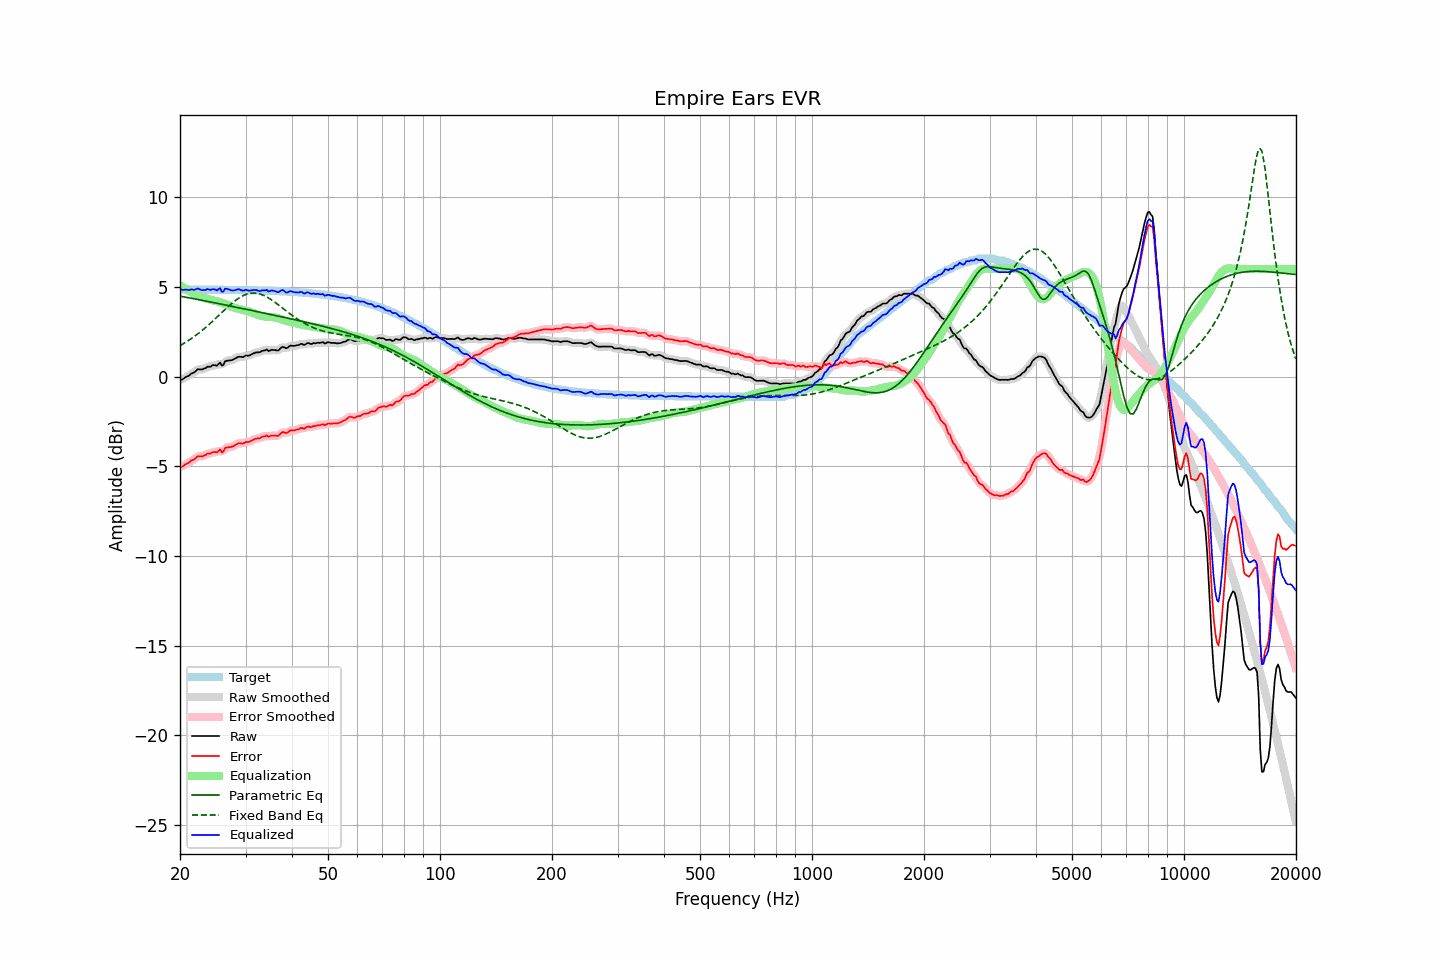 Empire Ears EVR
Amplitude (dBr)
10
5
0
−5
−10
−15
−20
−25
Target
Raw Smoothed
Error Smoothed
Raw
Error
Equalization
Parametric Eq
Fixed Band Eq
Equalized
20 50 100 200 500 1000 2000 5000 10000 20000
Frequency (Hz)